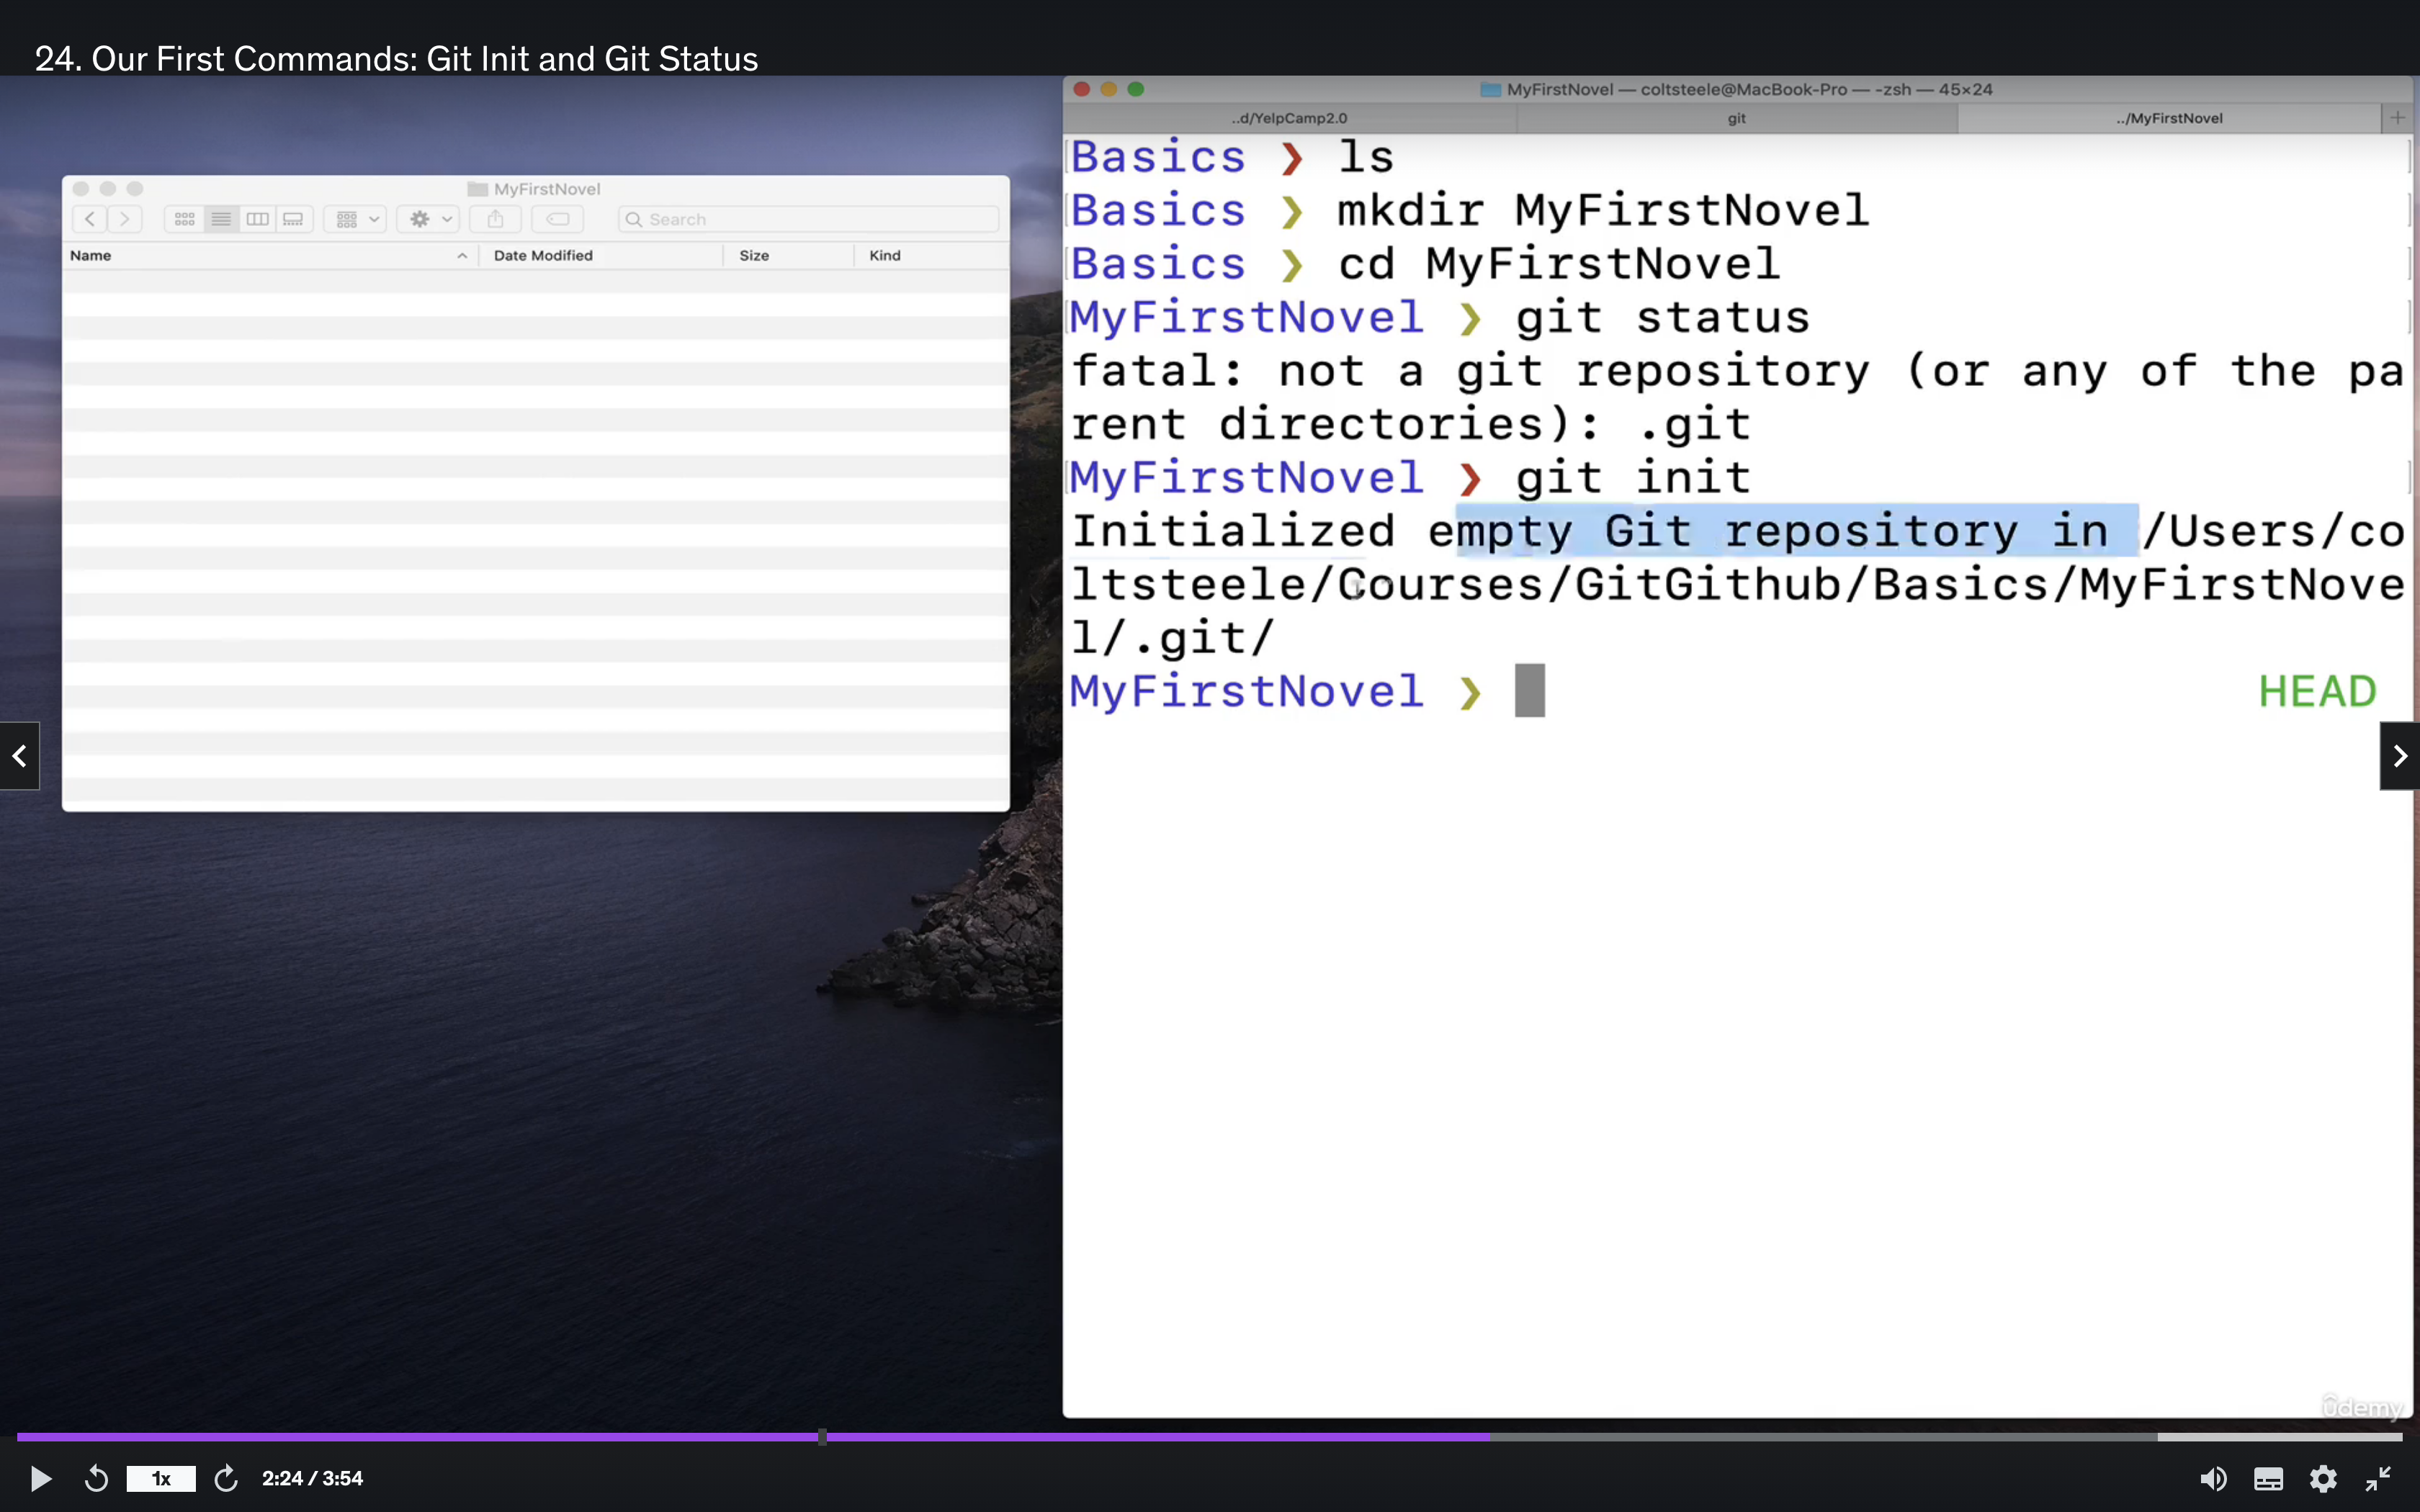 24. Our First Commands: Git Init and Git Status
MyFirstNovel
Search
Name
Date Modified
Size
Kind
MyFirstNovel — coltsteele@MacBook-Pro — -zsh — 45×24
..d/YelpCamp2.0
git
../MyFirstNovel
Basics ❯ ls
Basics ❯ mkdir MyFirstNovel
Basics ❯ cd MyFirstNovel
MyFirstNovel ❯ git status
fatal: not a git repository (or any of the pa
rent directories): .git
MyFirstNovel ❯ git init
Initialized empty Git repository in /Users/co
ltsteele/Courses/GitGithub/Basics/MyFirstNove
l/.git/
MyFirstNovel ❯ HEAD
ûdemy
1x
2:24 / 3:54